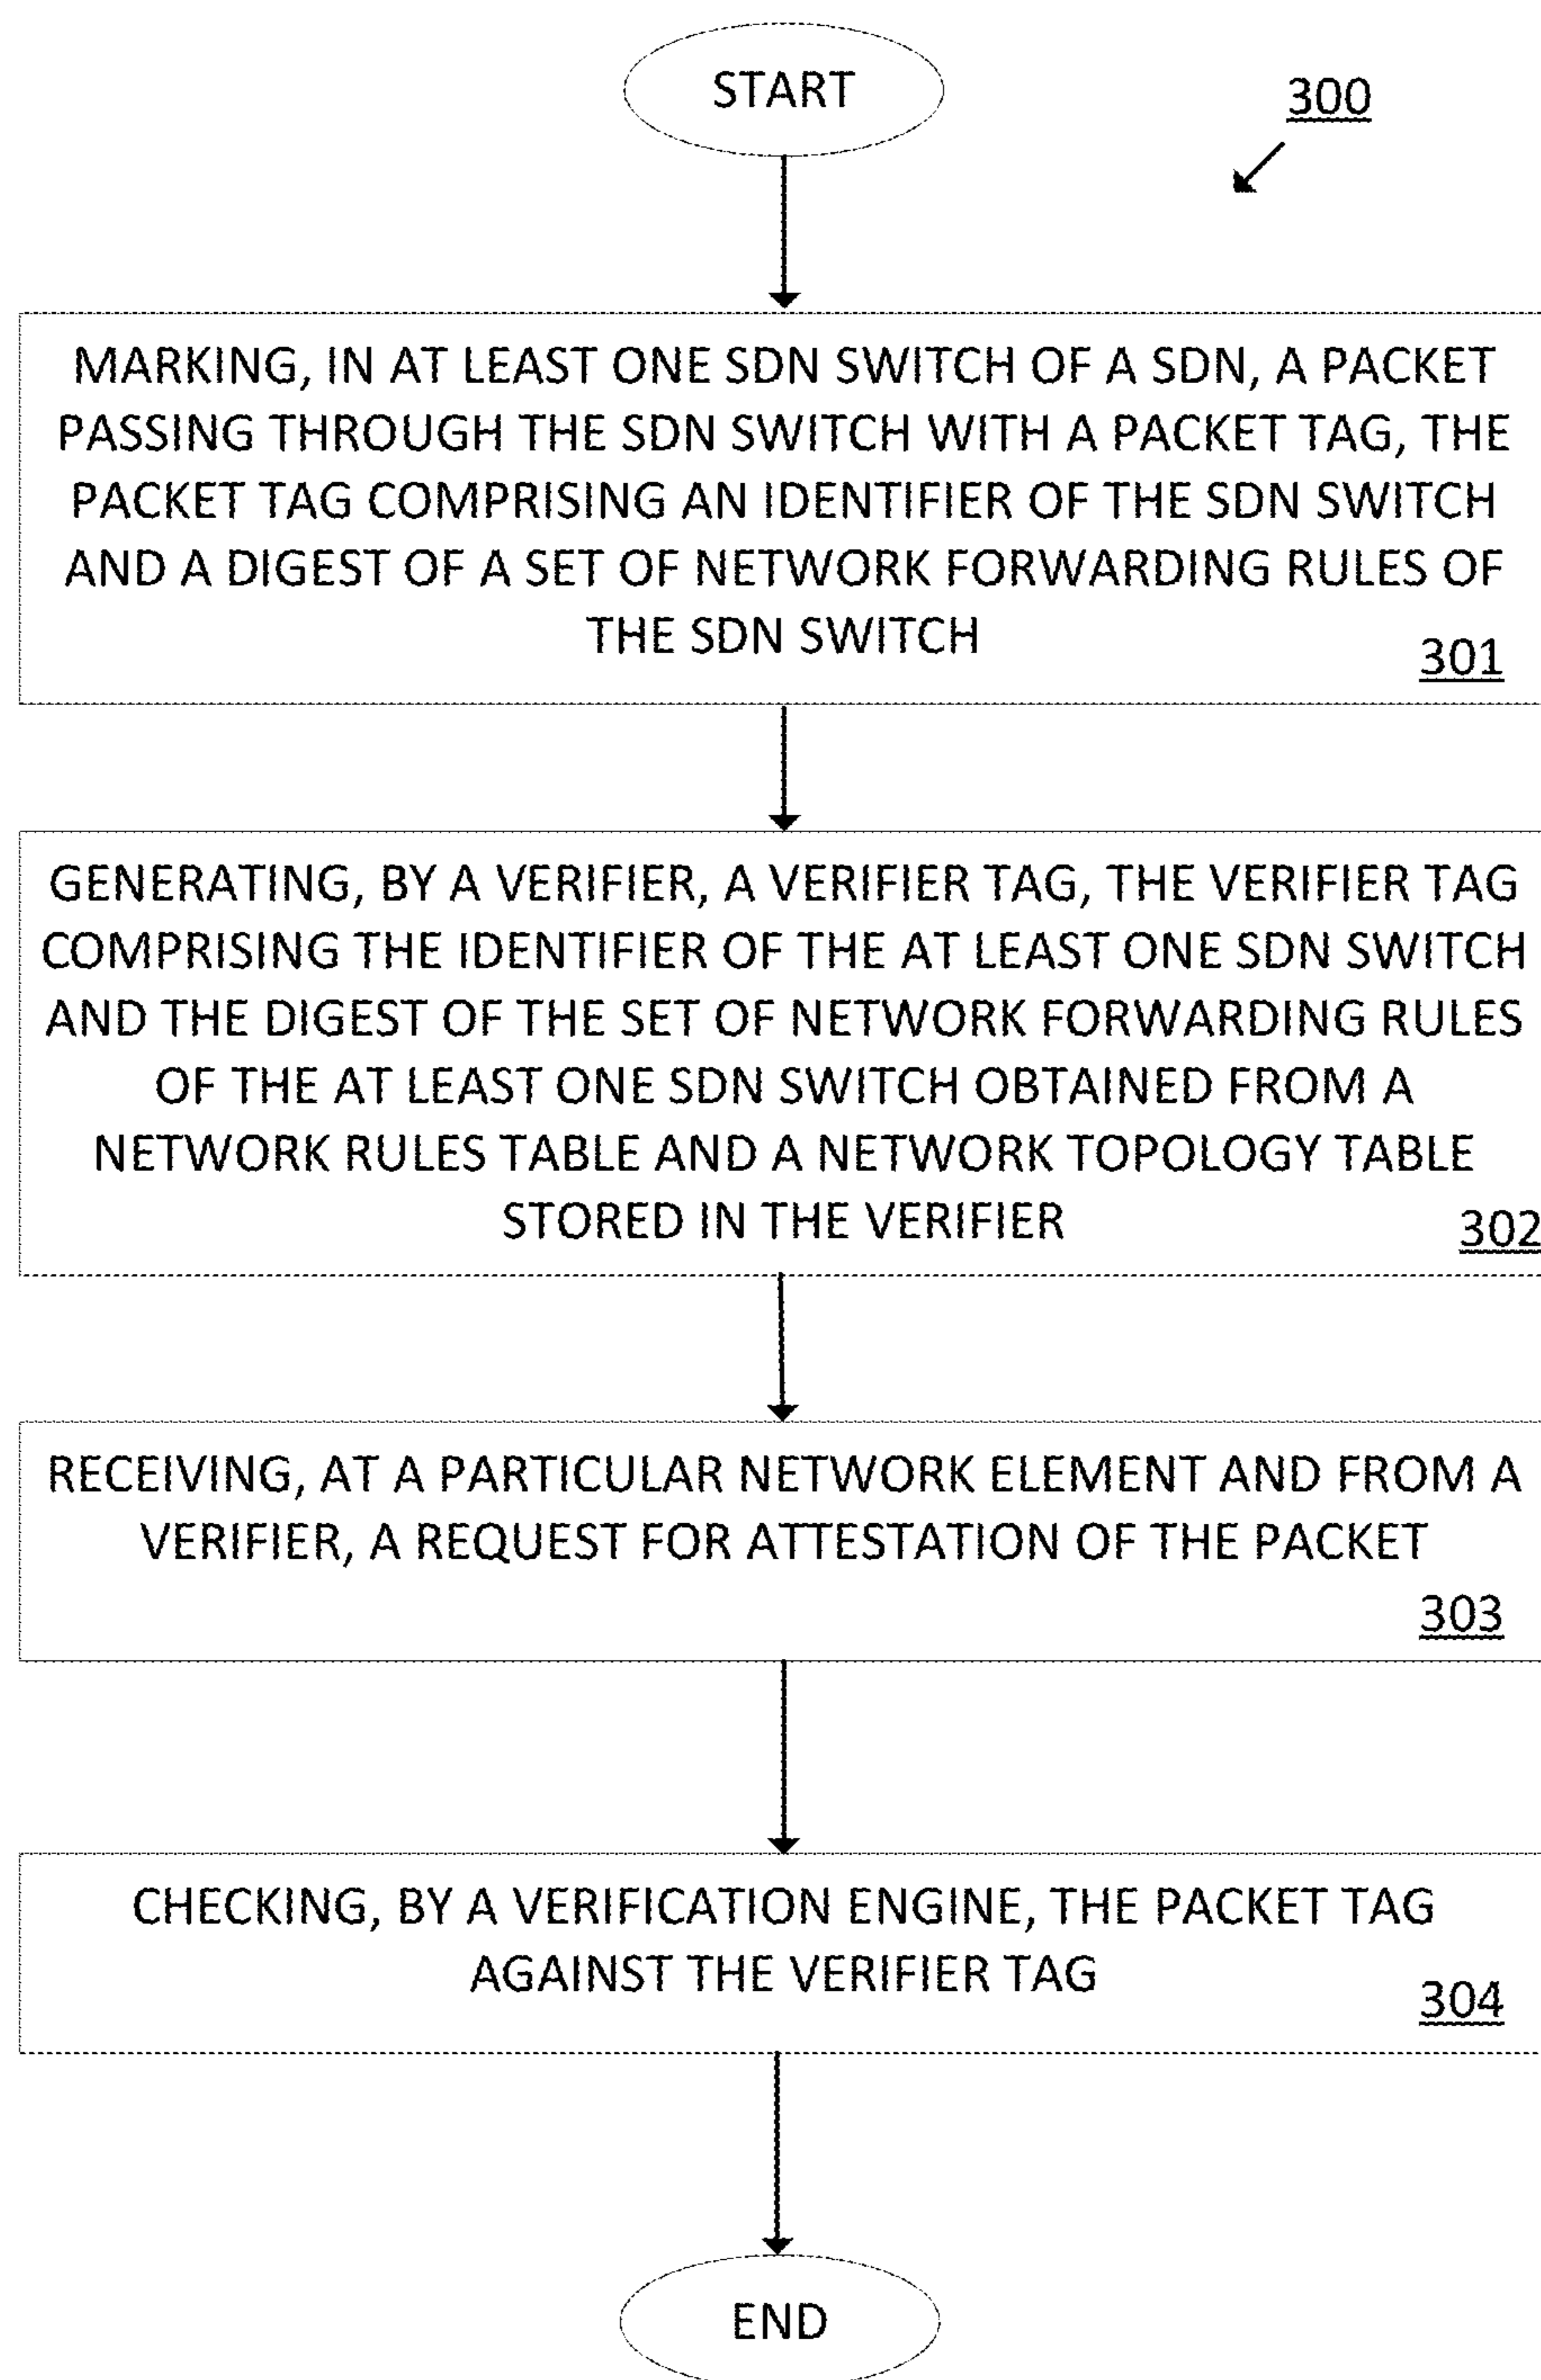 START
300
MARKING, IN AT LEAST ONE SDN SWITCH OF A SDN, A PACKET
PASSING THROUGH THE SDN SWITCH WITH A PACKET TAG, THE
PACKET TAG COMPRISING AN IDENTIFIER OF THE SDN SWITCH
AND A DIGEST OF A SET OF NETWORK FORWARDING RULES OF
THE SDN SWITCH
301
GENERATING, BY A VERIFIER, A VERIFIER TAG, THE VERIFIER TAG
COMPRISING THE IDENTIFIER OF THE AT LEAST ONE SDN SWITCH
AND THE DIGEST OF THE SET OF NETWORK FORWARDING RULES
OF THE AT LEAST ONE SDN SWITCH OBTAINED FROM A
NETWORK RULES TABLE AND A NETWORK TOPOLOGY TABLE
STORED IN THE VERIFIER
302
RECEIVING, AT A PARTICULAR NETWORK ELEMENT AND FROM A
VERIFIER, A REQUEST FOR ATTESTATION OF THE PACKET
303
CHECKING, BY A VERIFICATION ENGINE, THE PACKET TAG
AGAINST THE VERIFIER TAG
304
END